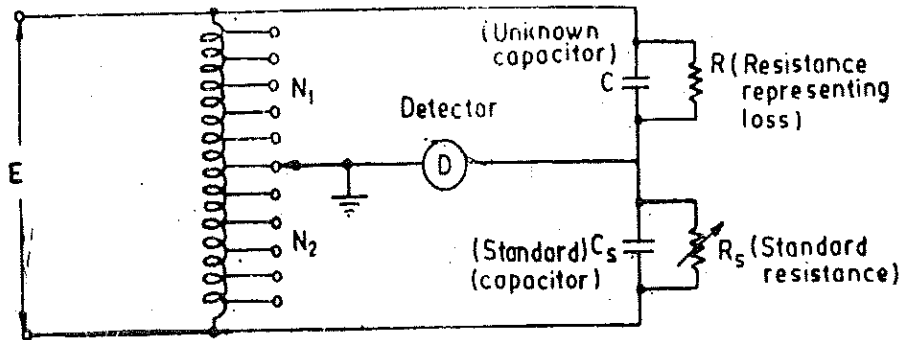 E
N₁
N₂
Detector
D
(Unknown
capacitor)
C
R (Resistance
representing
loss)
(Standard) Cₛ
(capacitor)
Rₛ (Standard
resistance)